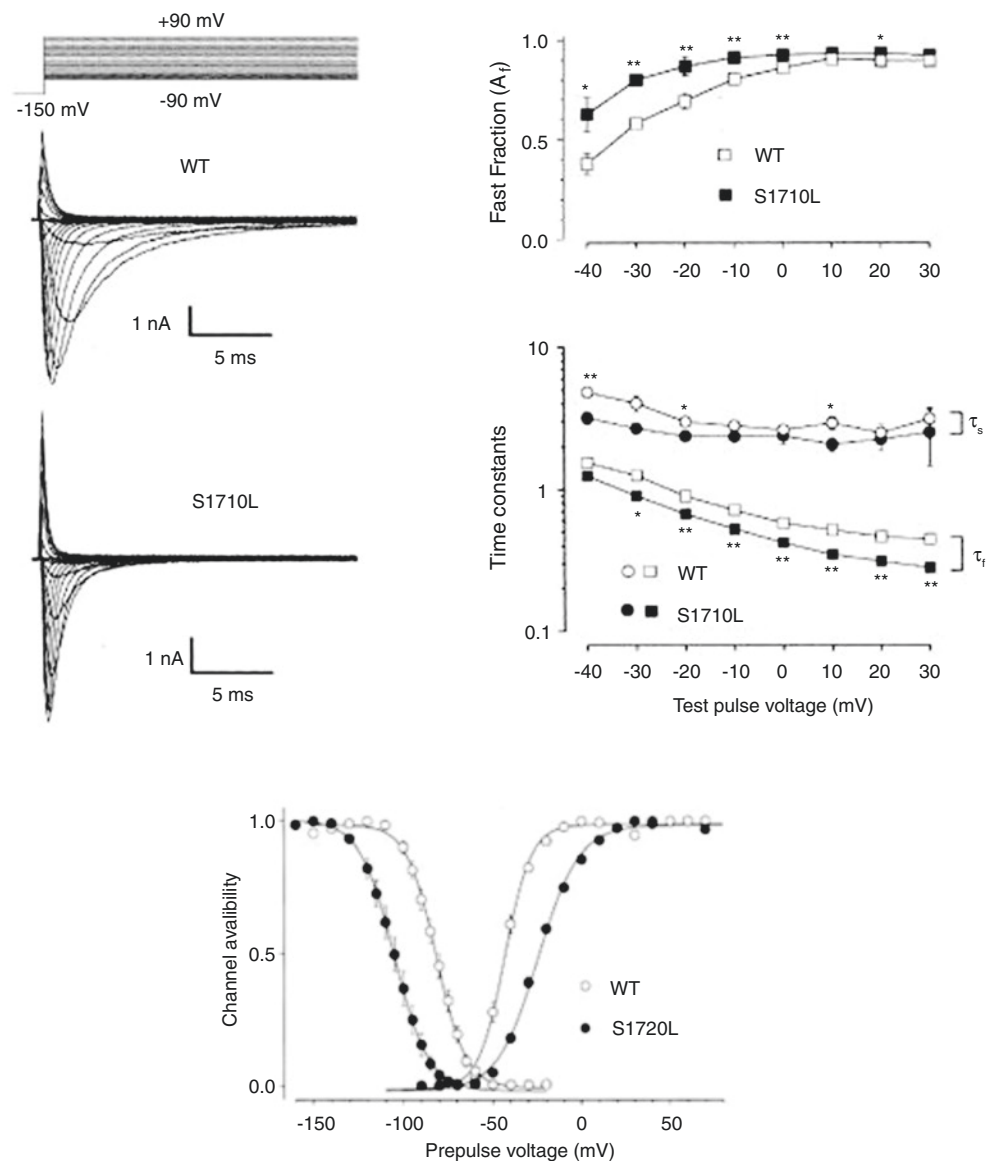 +90 mV
-150 mV
-90 mV
WT
1 nA
5 ms
S1710L
1 nA
5 ms
Fast Fraction (Af)
1.0
0.5
0.0
* ** ** ** ** *
WT
S1710L
-40 -30 -20 -10 0 10 20 30
Time constants
10
1
0.1
** * *
τs
* ** ** ** ** ** **
τf
WT
S1710L
-40 -30 -20 -10 0 10 20 30
Test pulse voltage (mV)
Channel avalibility
1.0
0.5
0.0
WT
S1720L
-150 -100 -50 0 50
Prepulse voltage (mV)